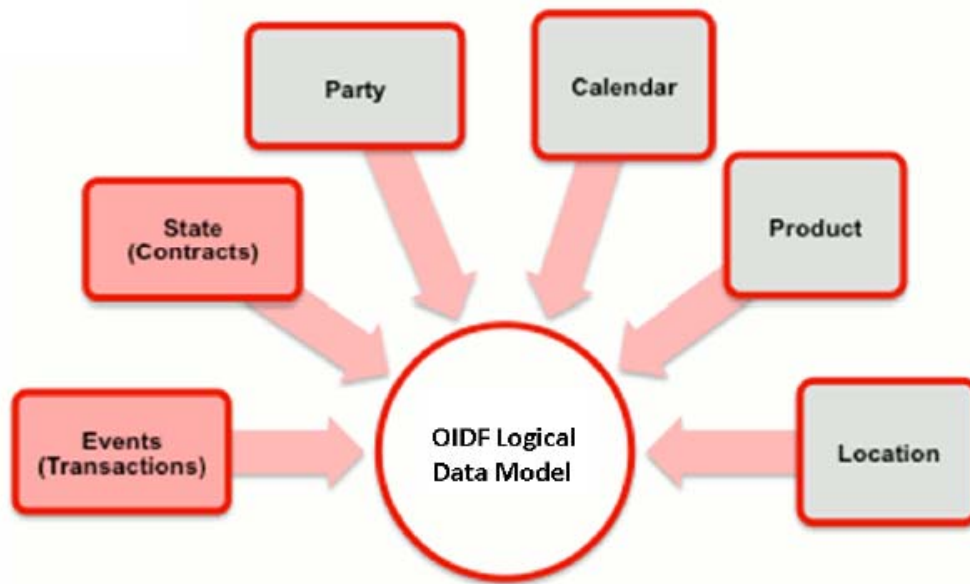 Party
Calendar
State
(Contracts)
Product
Events
(Transactions)
OIDF Logical
Data Model
Location